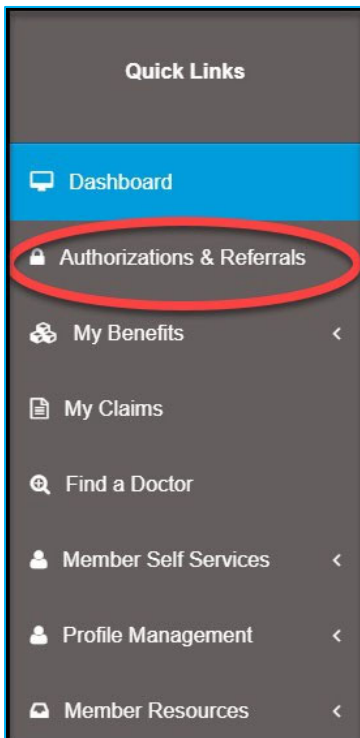 Quick Links
Dashboard
Authorizations & Referrals
My Benefits
My Claims
Find a Doctor
Member Self Services
Profile Management
Member Resources